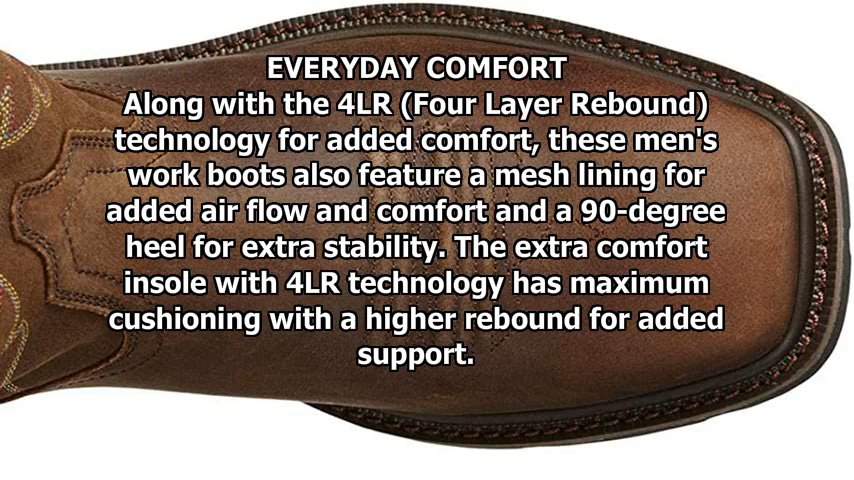 EVERYDAY COMFORT
Along with the 4LR (Four Layer Rebound)
technology for added comfort, these men's
work boots also feature a mesh lining for
added air flow and comfort and a 90-degree
heel for extra stability. The extra comfort
insole with 4LR technology has maximum
cushioning with a higher rebound for added
support.